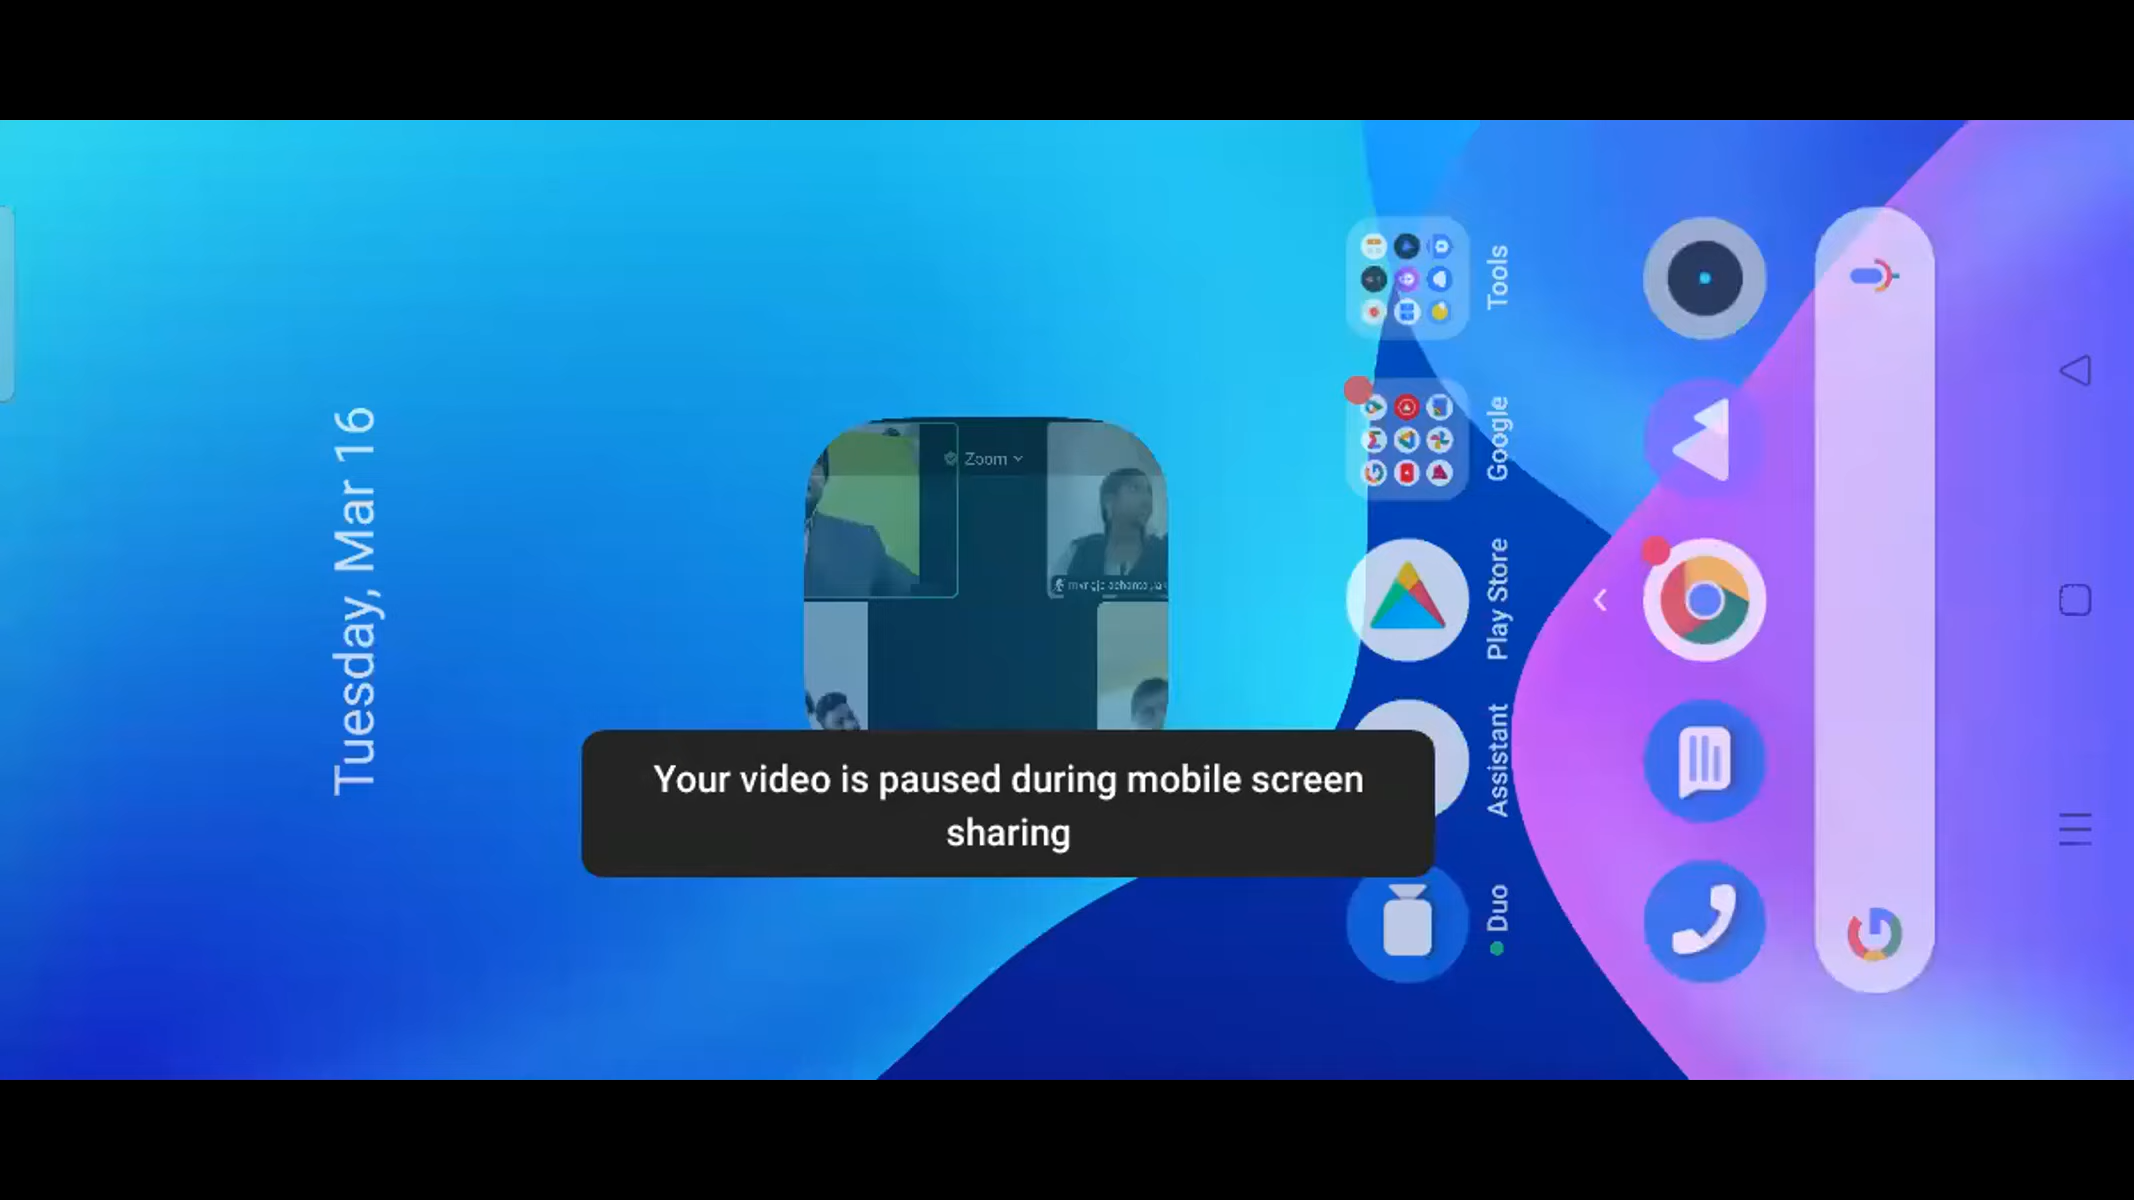 Tuesday, Mar 16
Zoom
Your video is paused during mobile screen
sharing
Tools
Google
Play Store
Assistant
Duo